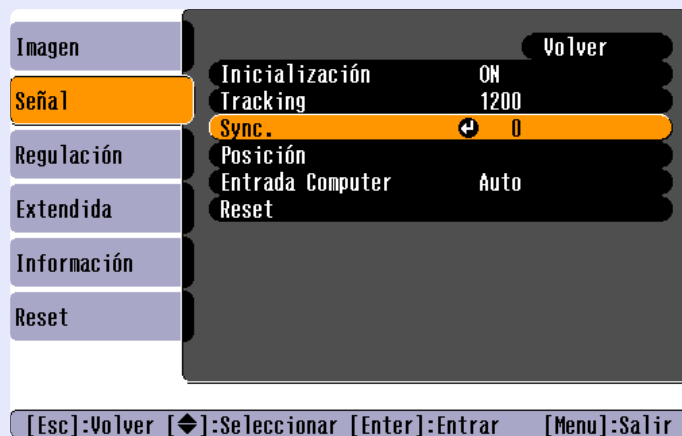 Imagen
Señal
Regulación
Extendida
Información
Reset
Volver
Inicialización ON
Tracking 1200
Sync. 0
Posición
Entrada Computer Auto
Reset
[Esc]:Volver [◆]:Seleccionar [Enter]:Entrar [Menu]:Salir